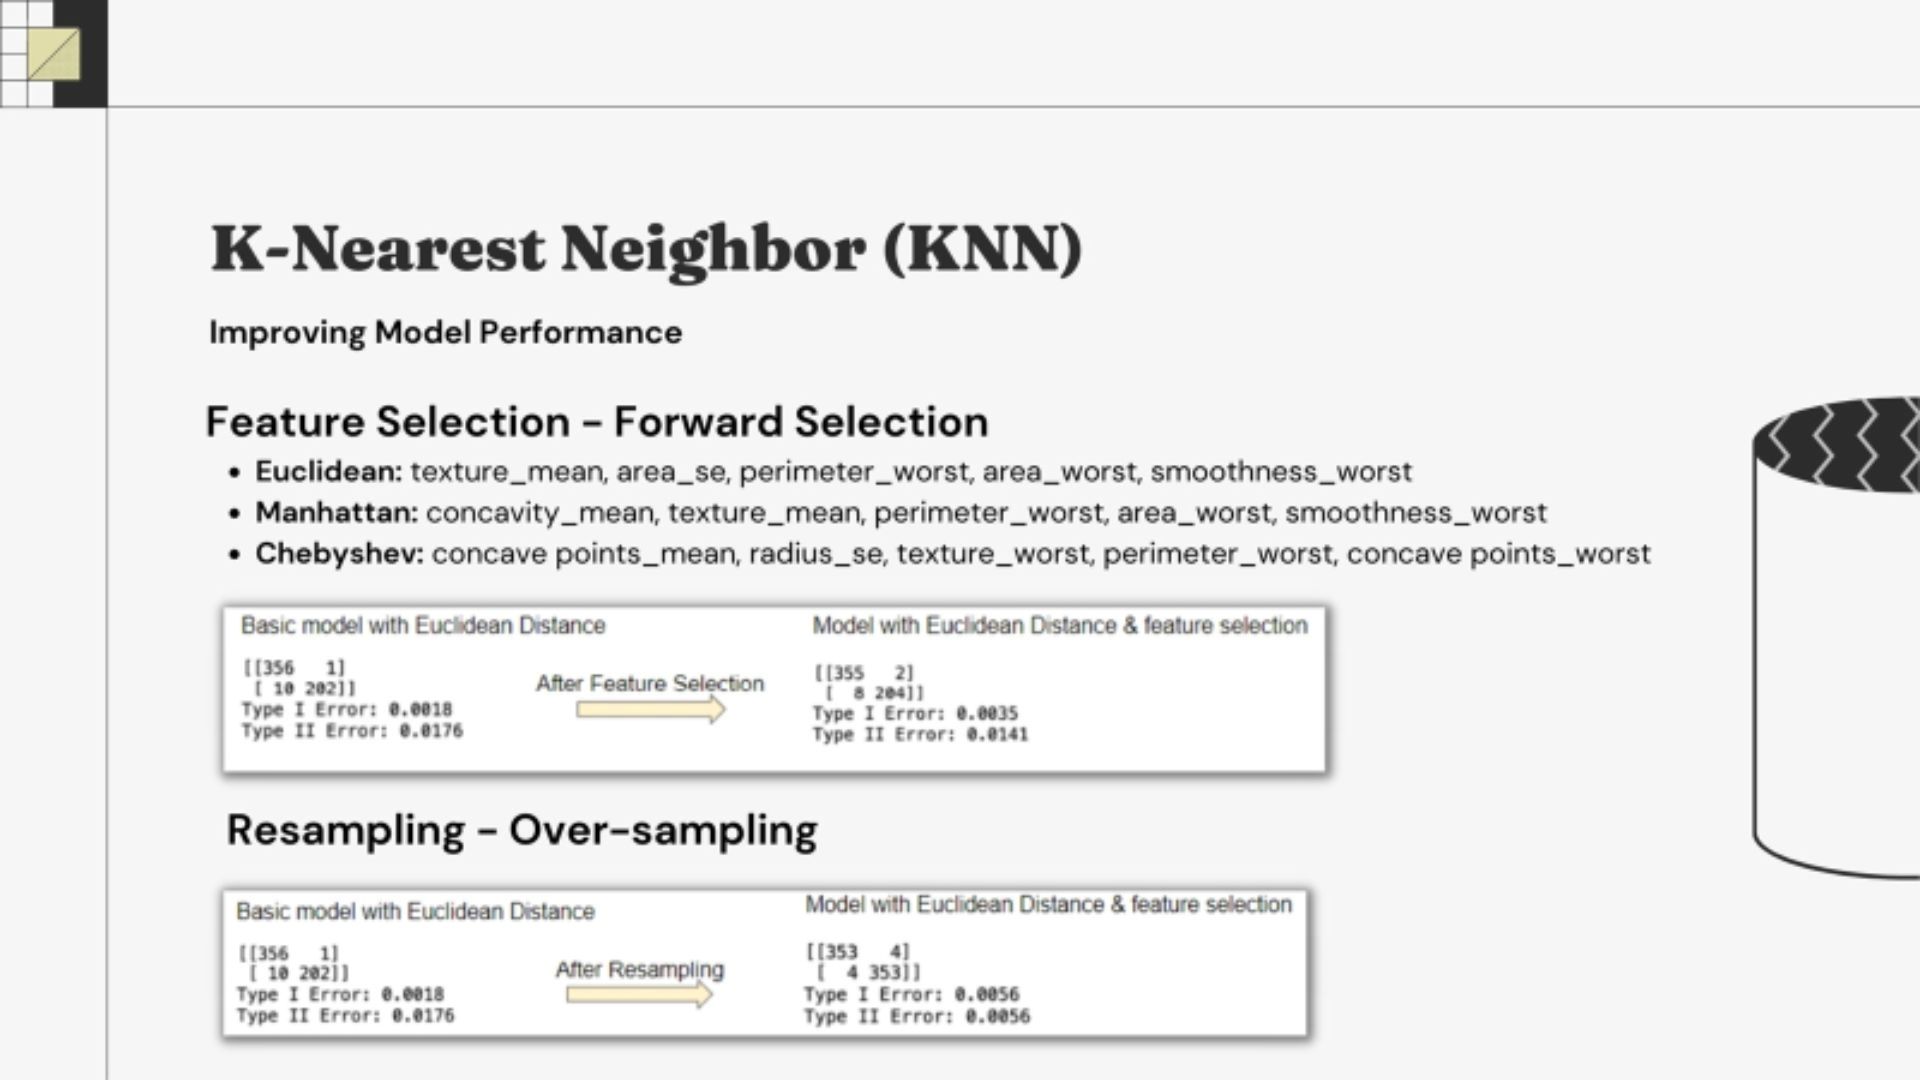 K-Nearest Neighbor (KNN)
Improving Model Performance
Feature Selection - Forward Selection
• Euclidean: texture_mean, area_se, perimeter_worst, area_worst, smoothness_worst
• Manhattan: concavity_mean, texture_mean, perimeter_worst, area_worst, smoothness_worst
• Chebyshev: concave points_mean, radius_se, texture_worst, perimeter_worst, concave points_worst
Basic model with Euclidean Distance
[[356 1]
[ 10 202]]
Type I Error: 0.0018
Type II Error: 0.0176
After Feature Selection
Model with Euclidean Distance & feature selection
[[355 2]
[ 8 204]]
Type I Error: 0.0035
Type II Error: 0.0141
Resampling - Over-sampling
Basic model with Euclidean Distance
[[356 1]
[ 10 202]]
Type I Error: 0.0018
Type II Error: 0.0176
After Resampling
Model with Euclidean Distance & feature selection
[[353 4]
[ 4 353]]
Type I Error: 0.0056
Type II Error: 0.0056